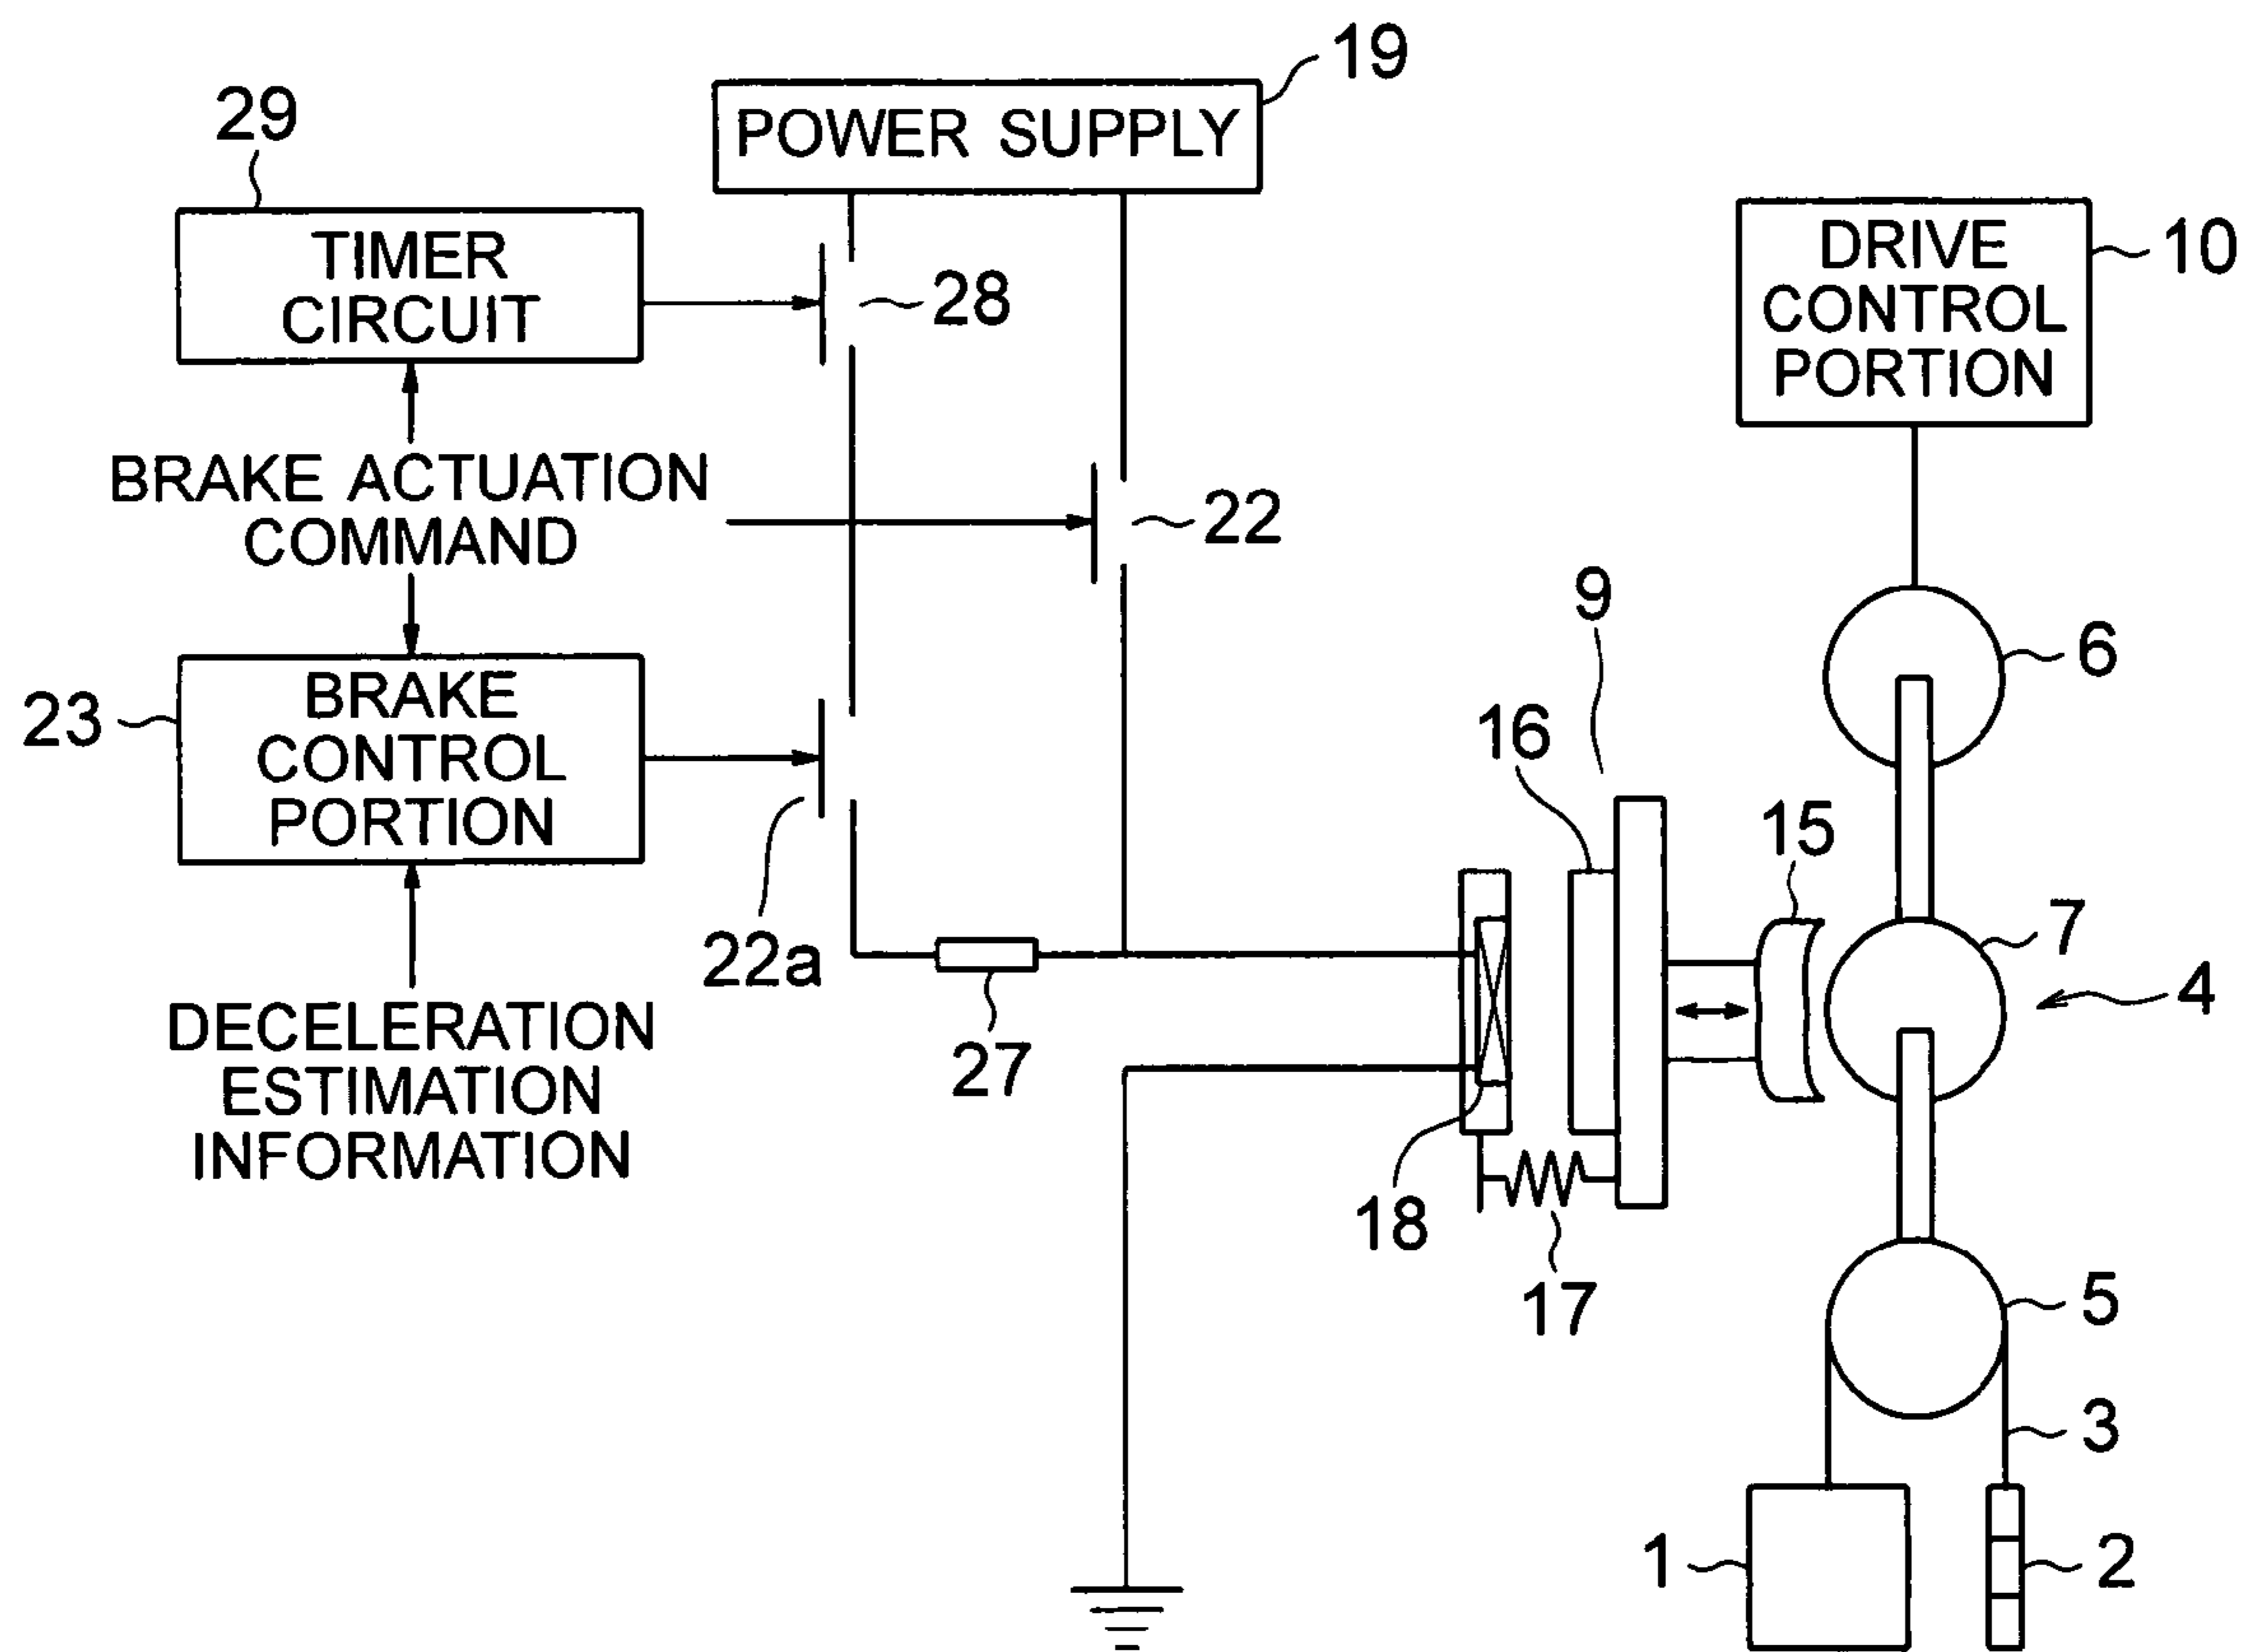 19
POWER SUPPLY
29
TIMER
CIRCUIT
28
DRIVE
CONTROL
PORTION
10
BRAKE ACTUATION
COMMAND
22
9
6
23
BRAKE
CONTROL
PORTION
16
15
7
22a
4
27
DECELERATION
ESTIMATION
INFORMATION
18
17
5
3
1
2